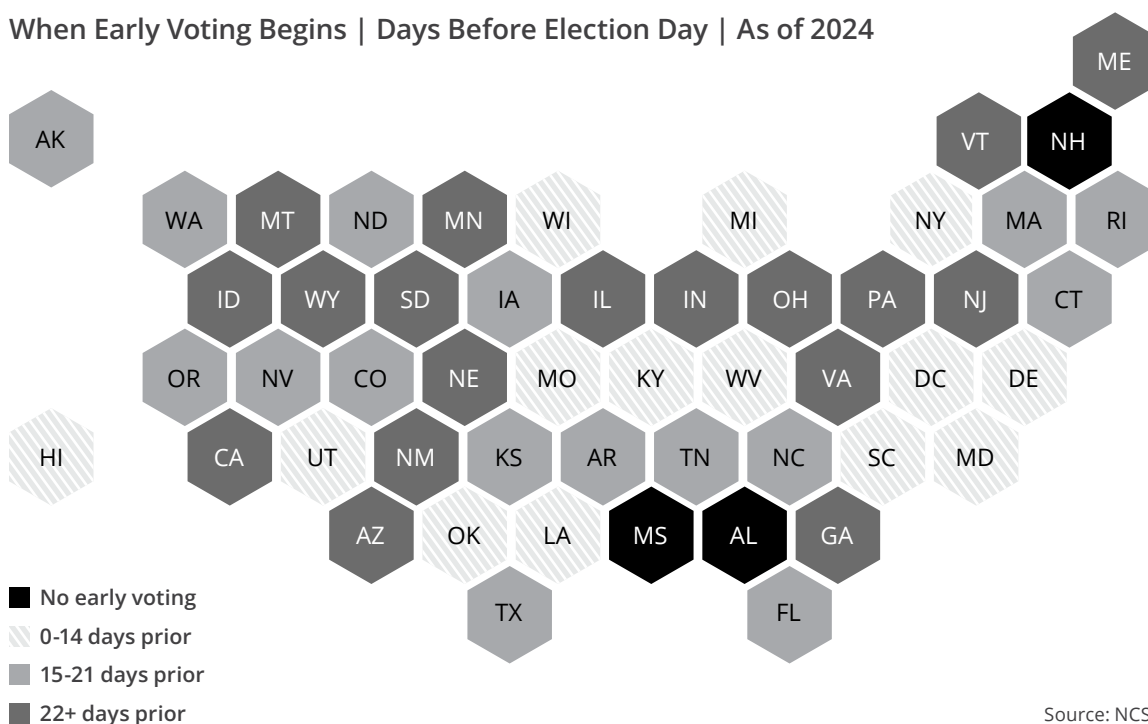 When Early Voting Begins | Days Before Election Day | As of 2024
ME
AK
VT NH
WA MT ND MN WI MI NY MA RI
ID WY SD IA IL IN OH PA NJ CT
OR NV CO NE MO KY WV VA DC DE
HI CA UT NM KS AR TN NC SC MD
AZ OK LA MS AL GA
TX FL
No early voting
0-14 days prior
15-21 days prior
22+ days prior
Source: NCS